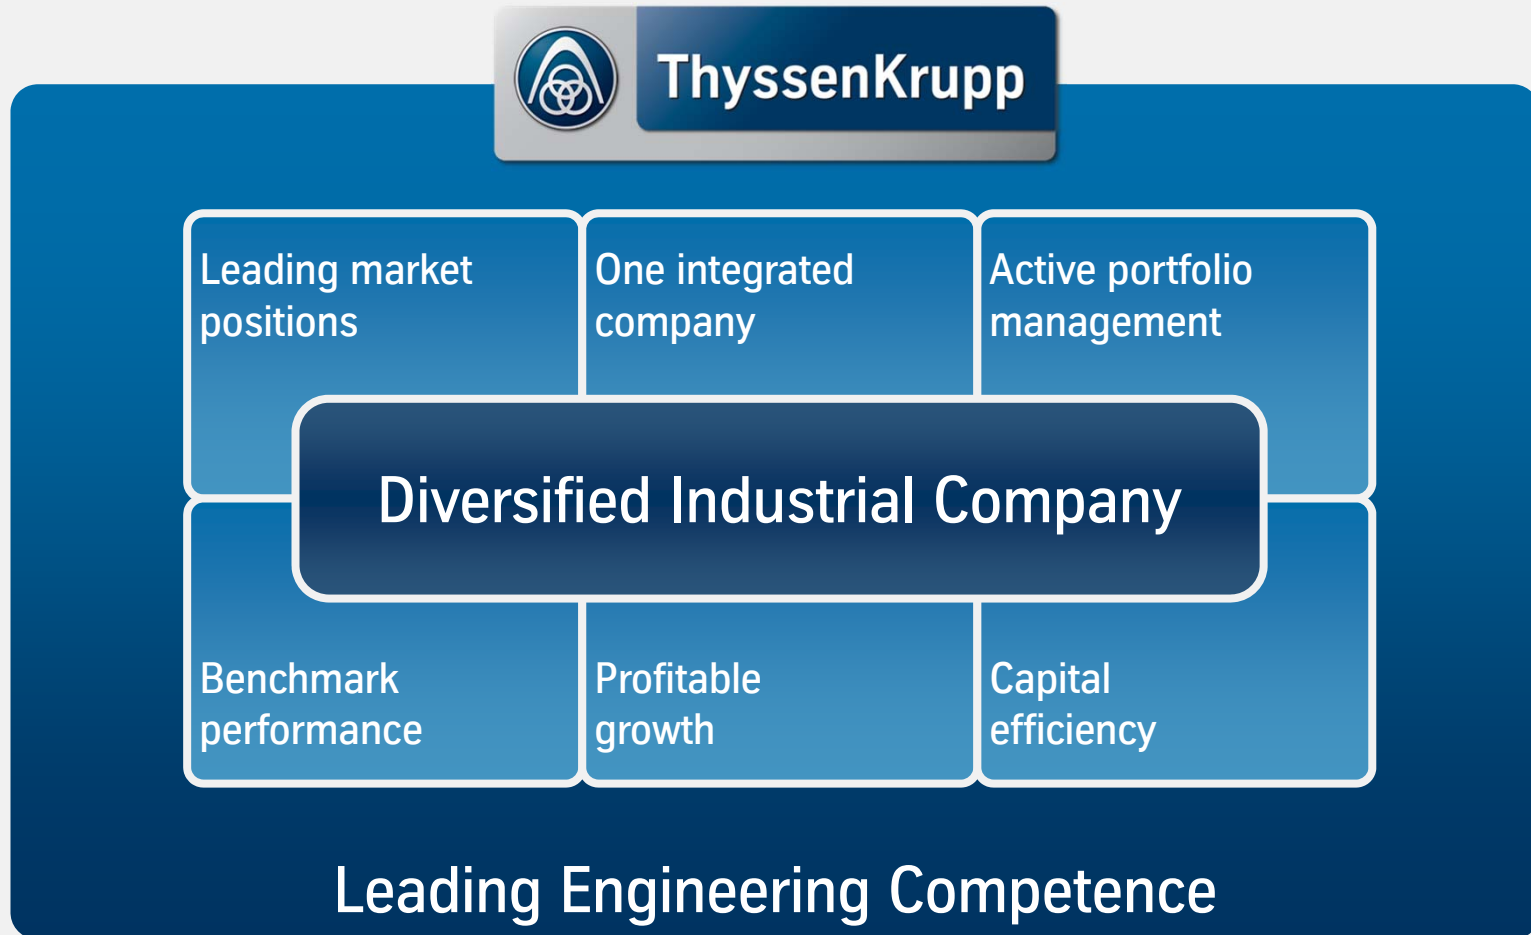 ThyssenKrupp
Leading market
positions
One integrated
company
Active portfolio
management
Diversified Industrial Company
Benchmark
performance
Profitable
growth
Capital
efficiency
Leading Engineering Competence